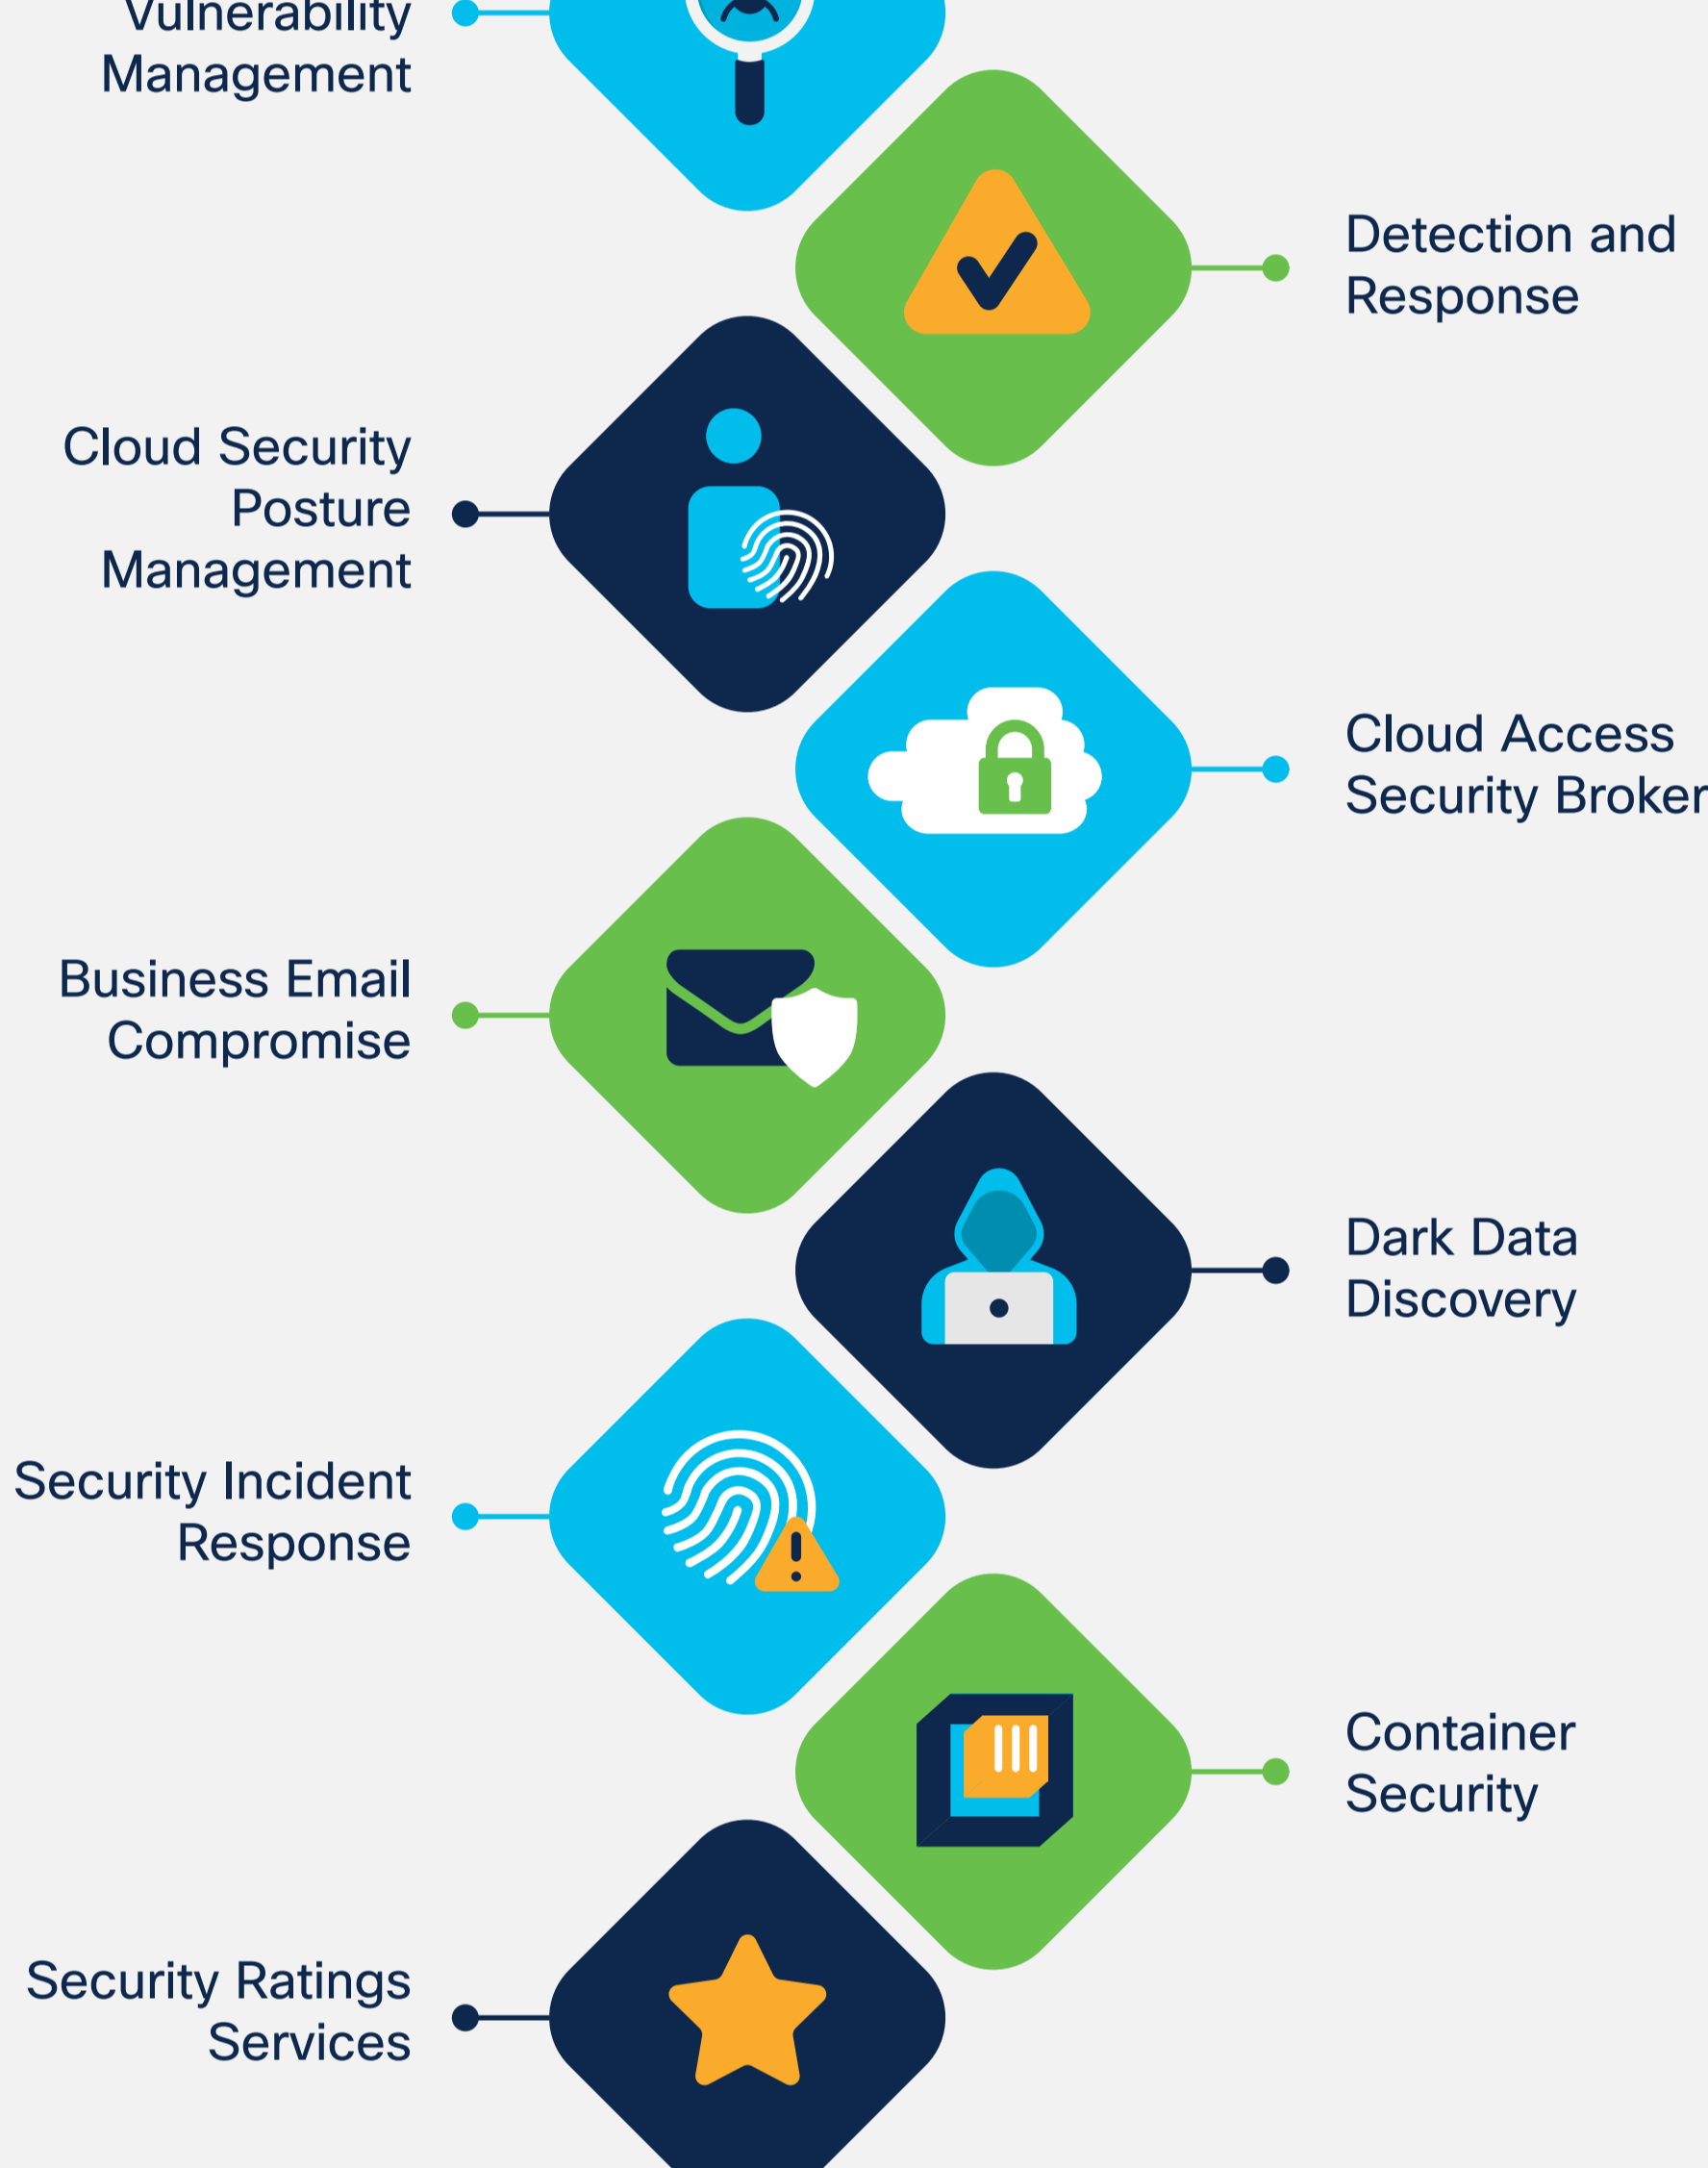 Vulnerability
Management
Detection and
Response
Cloud Security
Posture
Management
Cloud Access
Security Broker
Business Email
Compromise
Dark Data
Discovery
Security Incident
Response
Container
Security
Security Ratings
Services